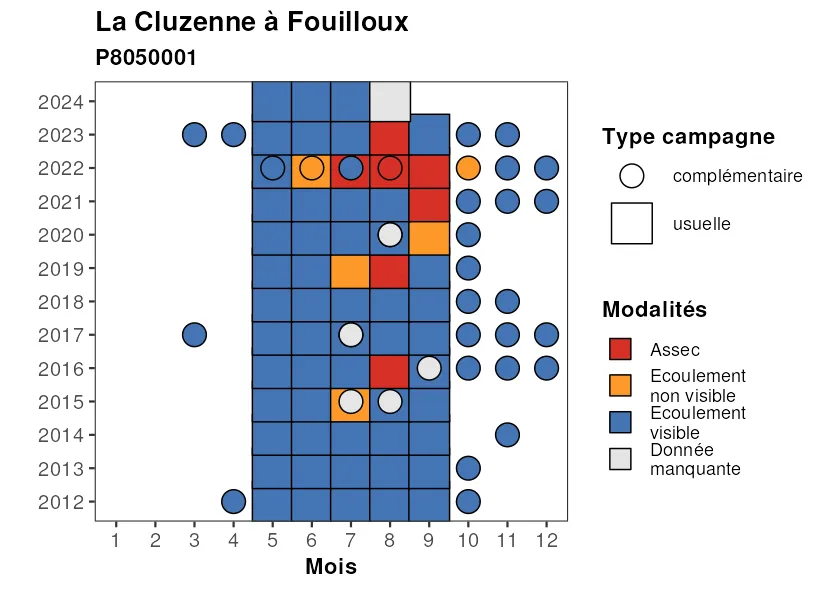 La Cluzenne à Fouilloux
P8050001
2024
2023
2022
2021
2020
2019
2018
2017
2016
2015
2014
2013
2012
1 2 3 4 5 6 7 8 9 10 11 12
Mois
Type campagne
complémentaire
usuelle
Modalités
Assec
Ecoulement
non visible
Ecoulement
visible
Donnée
manquante